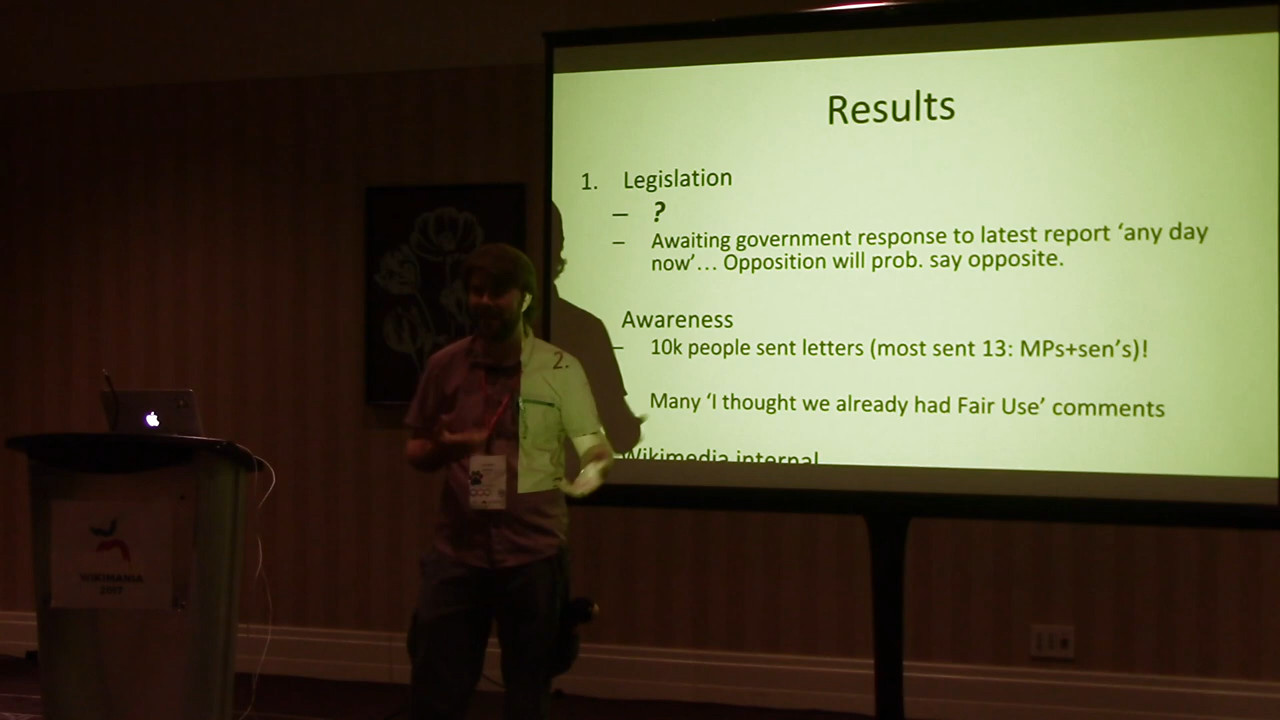 Results
1. Legislation
– ?
– Awaiting government response to latest report ‘any day
now’… Opposition will prob. say opposite.
2. Awareness
– 10k people sent letters (most sent 13: MPs+sen’s)!
Many ‘I thought we already had Fair Use’ comments
Wikimedia internal
WIKIMANIA